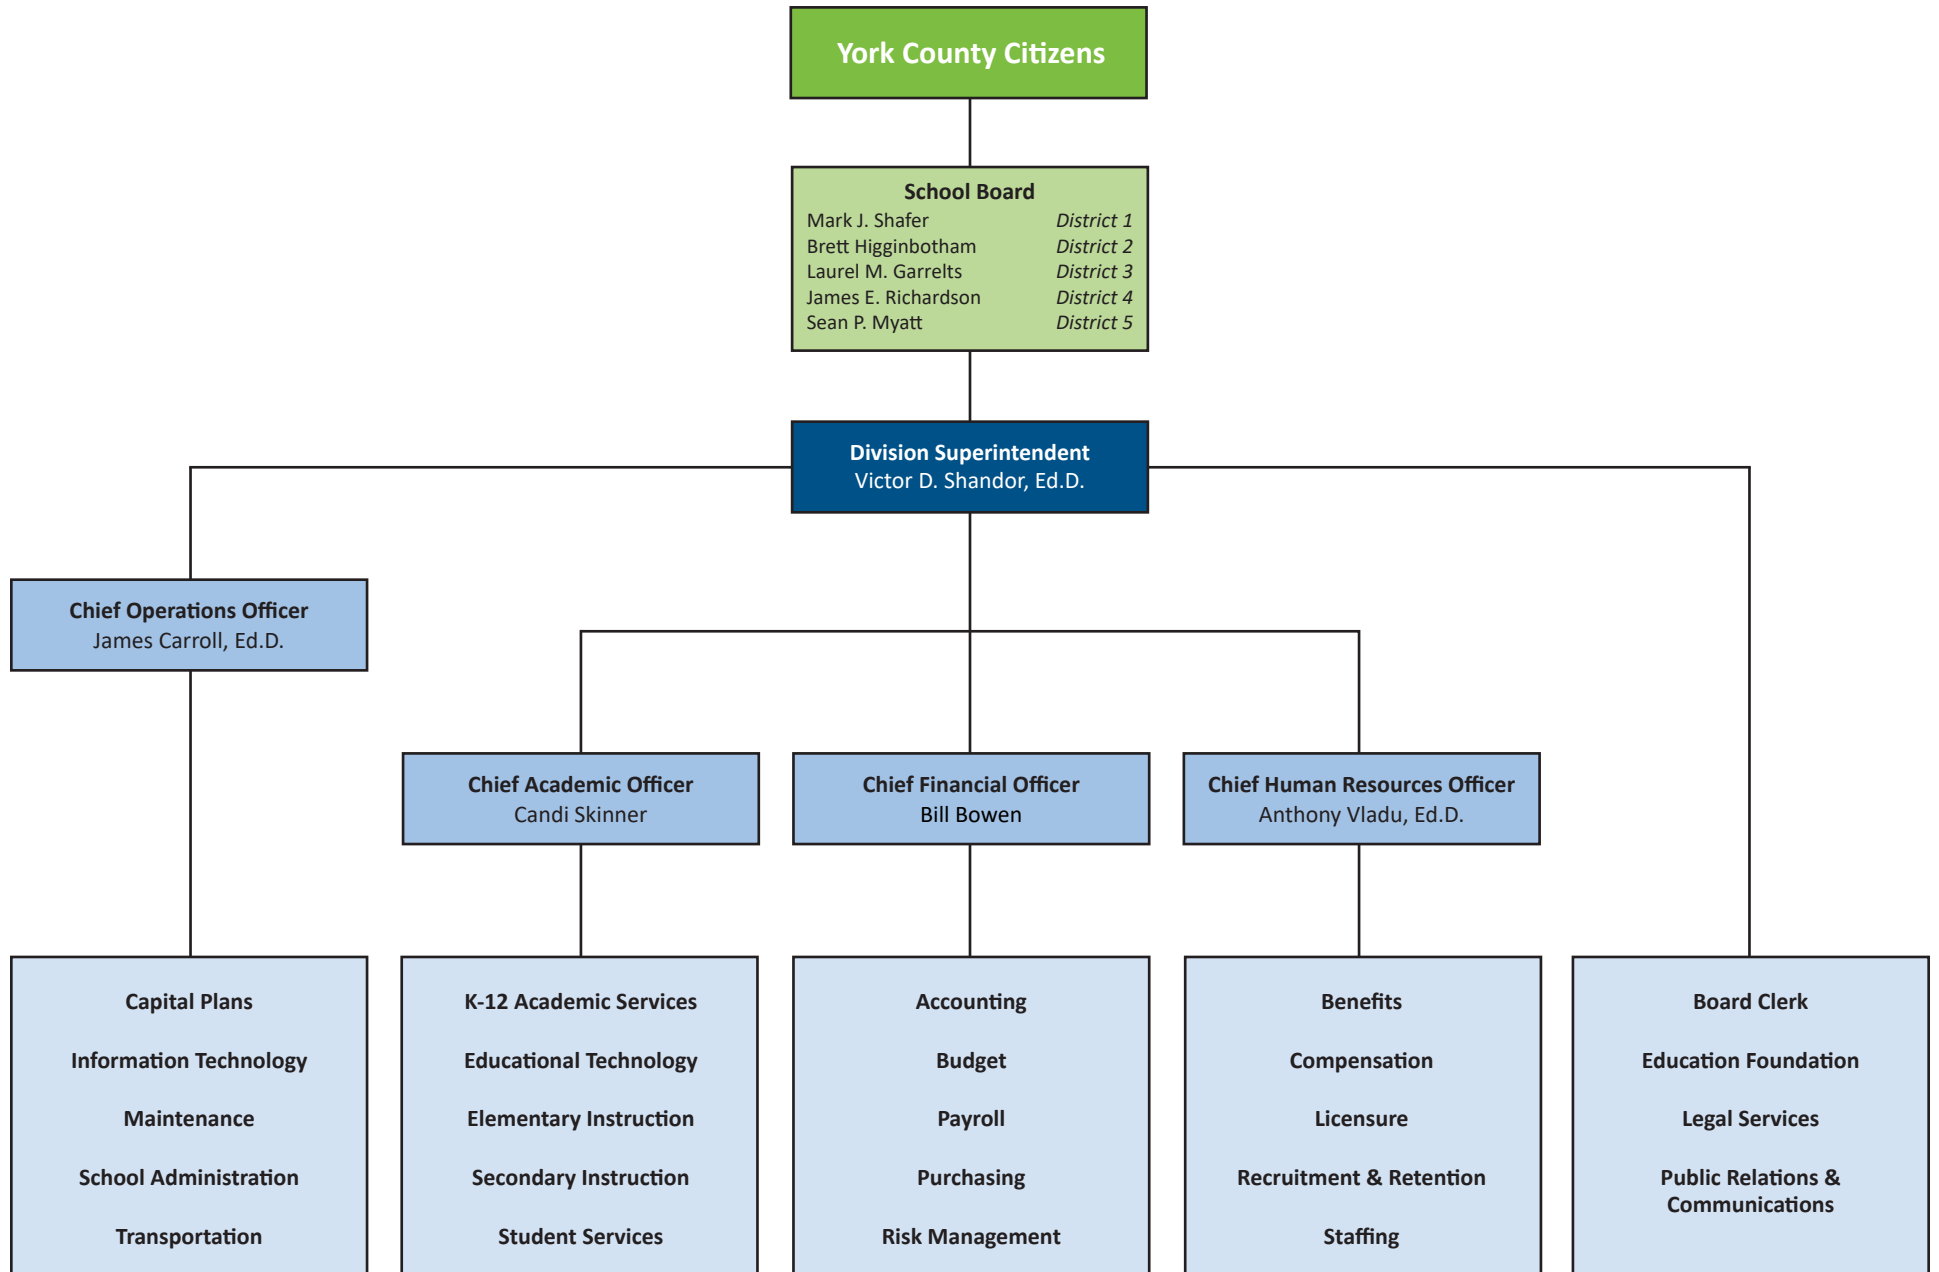 York County Citizens
School Board
Mark J. Shafer District 1
Brett Higginbotham District 2
Laurel M. Garrelts District 3
James E. Richardson District 4
Sean P. Myatt District 5
Division Superintendent
Victor D. Shandor, Ed.D.
Chief Operations Officer
James Carroll, Ed.D.
Chief Academic Officer
Candi Skinner
Chief Financial Officer
Bill Bowen
Chief Human Resources Officer
Anthony Vladu, Ed.D.
Capital Plans
Information Technology
Maintenance
School Administration
Transportation
K-12 Academic Services
Educational Technology
Elementary Instruction
Secondary Instruction
Student Services
Accounting
Budget
Payroll
Purchasing
Risk Management
Benefits
Compensation
Licensure
Recruitment & Retention
Staffing
Board Clerk
Education Foundation
Legal Services
Public Relations &
Communications